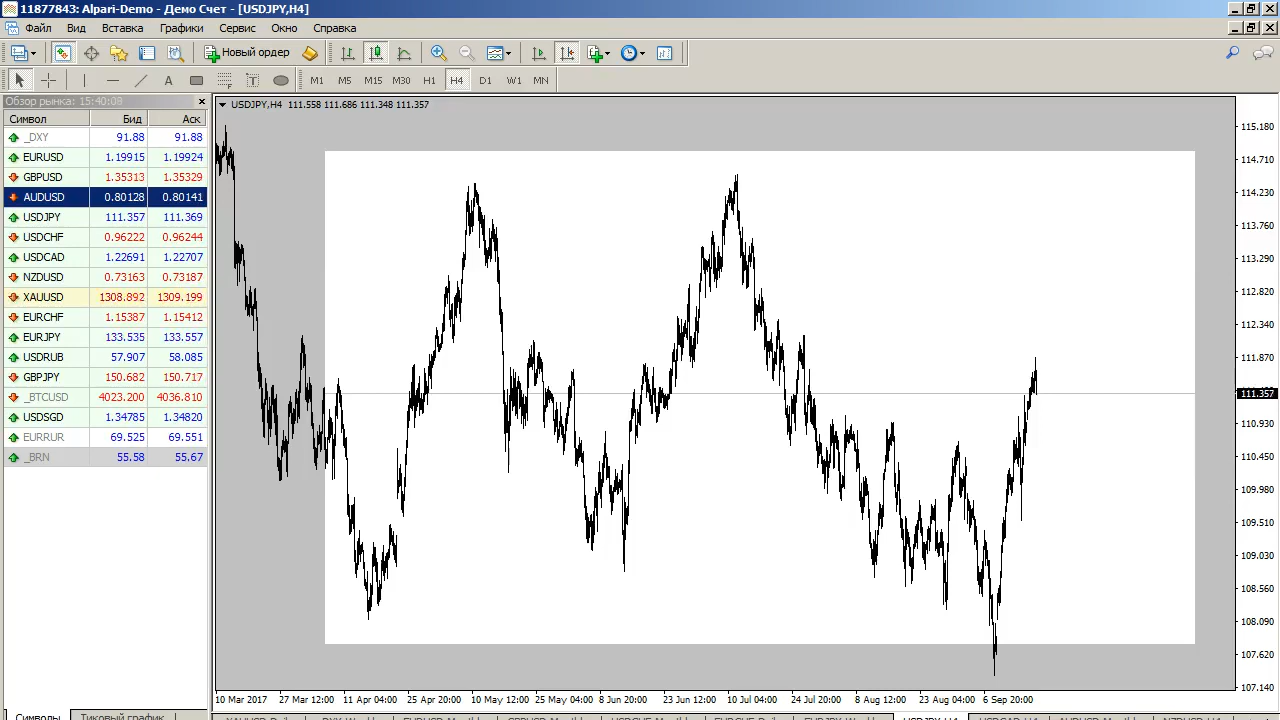 11877843: Alpari-Demo - Демо Счет - [USDJPY,H4]
Файл Вид Вставка Графики Сервис Окно Справка
Новый ордер
A T M1 M5 M15 M30 H1 H4 D1 W1 MN
Обзор рынка: 15:40:08
Символ Бид Аск
_DXY 91.88 91.88
EURUSD 1.19915 1.19924
GBPUSD 1.35313 1.35329
AUDUSD 0.80128 0.80141
USDJPY 111.357 111.369
USDCHF 0.96222 0.96244
USDCAD 1.22691 1.22707
NZDUSD 0.73163 0.73187
XAUUSD 1308.892 1309.199
EURCHF 1.15387 1.15412
EURJPY 133.535 133.557
USDRUB 57.907 58.085
GBPJPY 150.682 150.717
_BTCUSD 4023.200 4036.810
USDSGD 1.34785 1.34820
EURRUR 69.525 69.551
_BRN 55.58 55.67
Символы Тиковый график
USDJPY,H4 111.558 111.686 111.348 111.357
115.180
114.710
114.230
113.760
113.290
112.820
112.340
111.870
111.357
110.930
110.450
109.980
109.510
109.030
108.560
108.090
107.620
107.140
10 Mar 2017 27 Mar 12:00 11 Apr 04:00 25 Apr 20:00 10 May 12:00 25 May 04:00 8 Jun 20:00 23 Jun 12:00 10 Jul 04:00 24 Jul 20:00 8 Aug 12:00 23 Aug 04:00 6 Sep 20:00